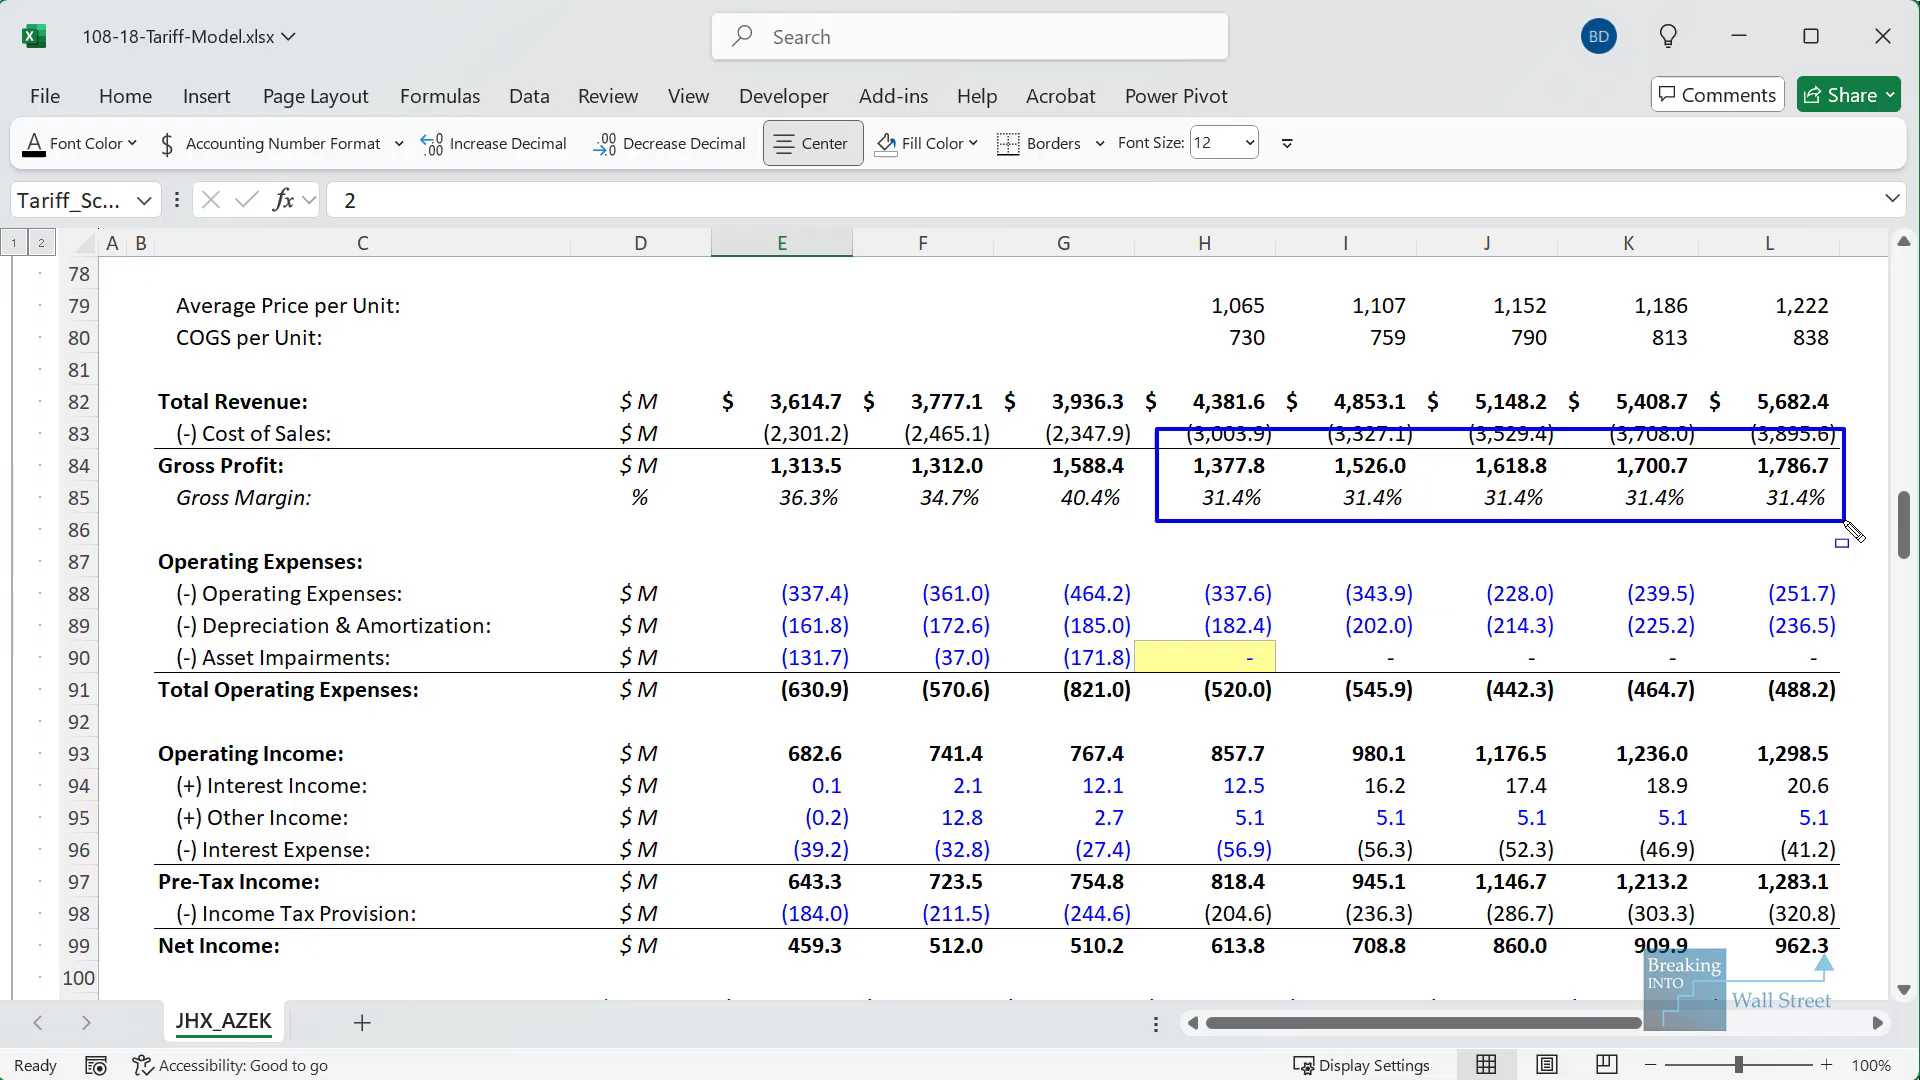 108-18-Tariff-Model.xlsx
Search
BD
File Home Insert Page Layout Formulas Data Review View Developer Add-ins Help Acrobat Power Pivot
Comments Share
Font Color $ Accounting Number Format Increase Decimal Decrease Decimal Center Fill Color Borders Font Size: 12
Tariff_Sc... fx 2
1 2 A B C D E F G H I J K L
78
79 Average Price per Unit: 1,065 1,107 1,152 1,186 1,222
80 COGS per Unit: 730 759 790 813 838
81
82 Total Revenue: $ M $ 3,614.7 $ 3,777.1 $ 3,936.3 $ 4,381.6 $ 4,853.1 $ 5,148.2 $ 5,408.7 $ 5,682.4
83 (-) Cost of Sales: $ M (2,301.2) (2,465.1) (2,347.9) (3,003.9) (3,327.1) (3,529.4) (3,708.0) (3,895.6)
84 Gross Profit: $ M 1,313.5 1,312.0 1,588.4 1,377.8 1,526.0 1,618.8 1,700.7 1,786.7
85 Gross Margin: % 36.3% 34.7% 40.4% 31.4% 31.4% 31.4% 31.4% 31.4%
86
87 Operating Expenses:
88 (-) Operating Expenses: $ M (337.4) (361.0) (464.2) (337.6) (343.9) (228.0) (239.5) (251.7)
89 (-) Depreciation & Amortization: $ M (161.8) (172.6) (185.0) (182.4) (202.0) (214.3) (225.2) (236.5)
90 (-) Asset Impairments: $ M (131.7) (37.0) (171.8) - - - - -
91 Total Operating Expenses: $ M (630.9) (570.6) (821.0) (520.0) (545.9) (442.3) (464.7) (488.2)
92
93 Operating Income: $ M 682.6 741.4 767.4 857.7 980.1 1,176.5 1,236.0 1,298.5
94 (+) Interest Income: $ M 0.1 2.1 12.1 12.5 16.2 17.4 18.9 20.6
95 (+) Other Income: $ M (0.2) 12.8 2.7 5.1 5.1 5.1 5.1 5.1
96 (-) Interest Expense: $ M (39.2) (32.8) (27.4) (56.9) (56.3) (52.3) (46.9) (41.2)
97 Pre-Tax Income: $ M 643.3 723.5 754.8 818.4 945.1 1,146.7 1,213.2 1,283.1
98 (-) Income Tax Provision: $ M (184.0) (211.5) (244.6) (204.6) (236.3) (286.7) (303.3) (320.8)
99 Net Income: $ M 459.3 512.0 510.2 613.8 708.8 860.0 909.9 962.3
100
Breaking
INTO
Wall Street
JHX_AZEK
Ready Accessibility: Good to go Display Settings 100%